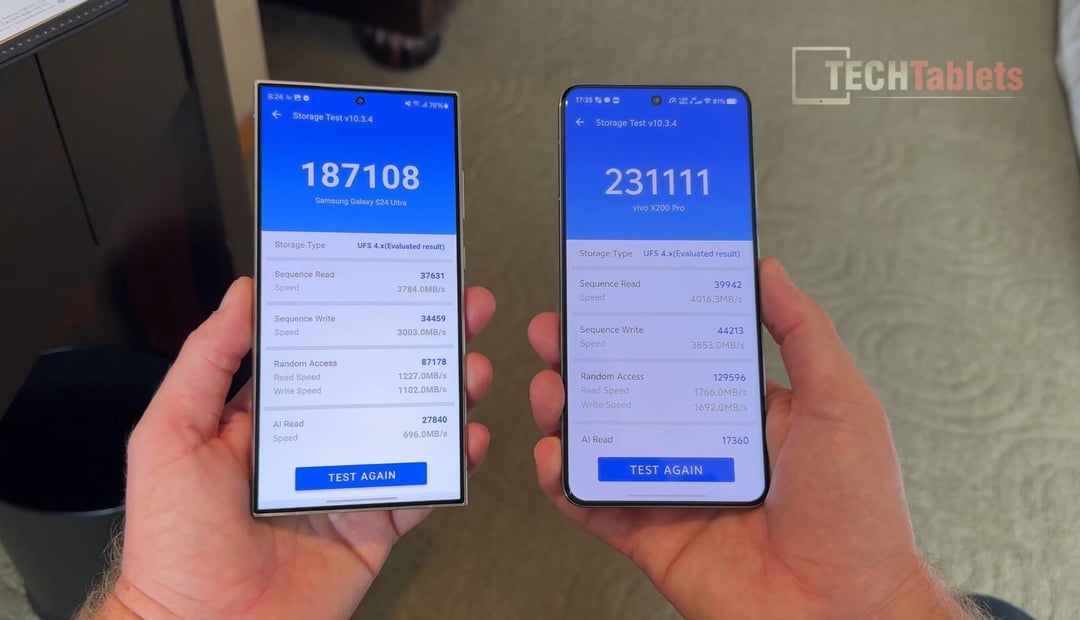 TECHTablets
8:24
76%
Storage Test v10.3.4
187108
Samsung Galaxy S24 Ultra
Storage Type UFS 4.x(Evaluated result)
Sequence Read 37631
Speed 3784.0MB/s
Sequence Write 34459
Speed 3003.0MB/s
Random Access 87178
Read Speed 1227.0MB/s
Write Speed 1102.0MB/s
AI Read 27840
Speed 696.0MB/s
TEST AGAIN
17:35
81%
Storage Test v10.3.4
231111
vivo X200 Pro
Storage Type UFS 4.x(Evaluated result)
Sequence Read 39942
Speed 4016.3MB/s
Sequence Write 44213
Speed 3853.0MB/s
Random Access 129596
Read Speed 1766.0MB/s
Write Speed 1692.0MB/s
AI Read 17360
TEST AGAIN